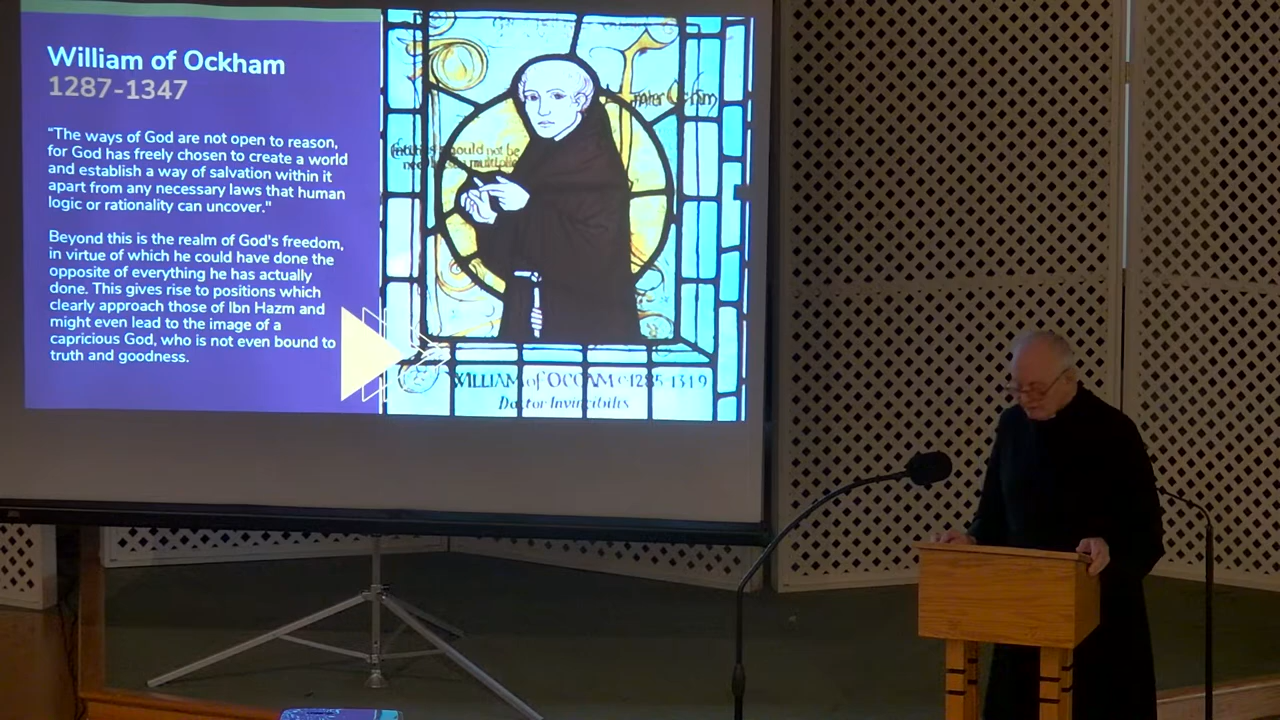 William of Ockham
1287-1347
"The ways of God are not open to reason,
for God has freely chosen to create a world
and establish a way of salvation within it
apart from any necessary laws that human
logic or rationality can uncover."
Beyond this is the realm of God's freedom,
in virtue of which he could have done the
opposite of everything he has actually
done. This gives rise to positions which
clearly approach those of Ibn Hazm and
might even lead to the image of a
capricious God, who is not even bound to
truth and goodness.
should not be
WILLIAM of OCCAM
Doctor Invincibilis